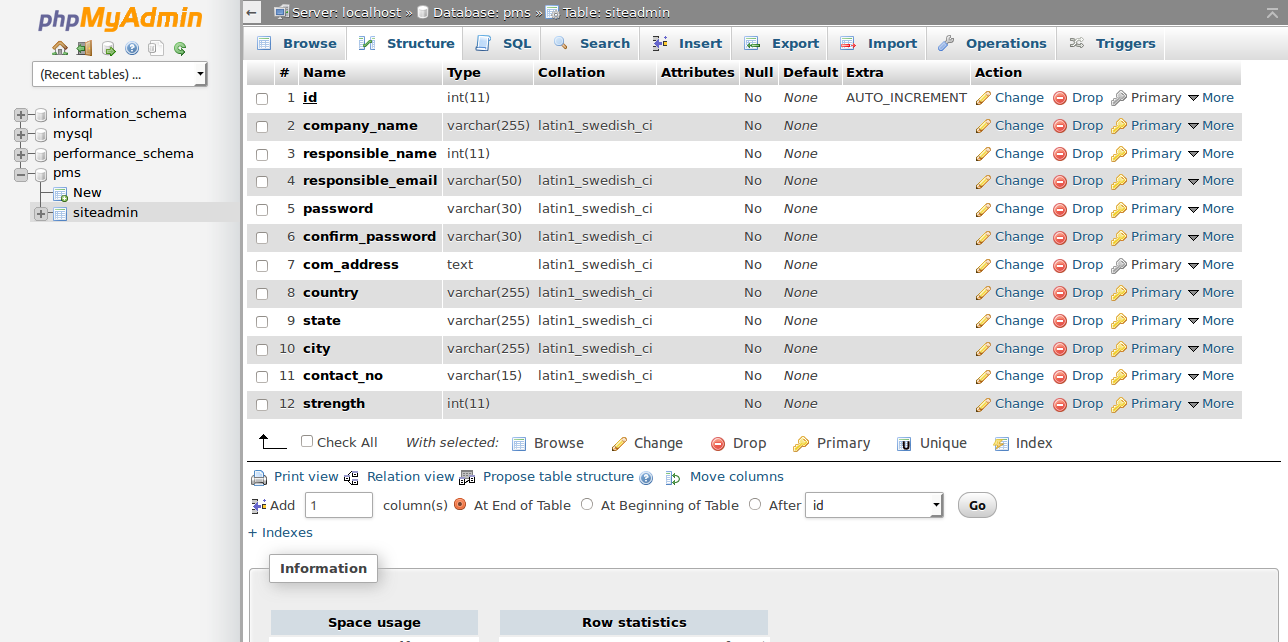 phpMyAdmin
(Recent tables) ...
information_schema
mysql
performance_schema
pms
New
siteadmin
Server: localhost » Database: pms » Table: siteadmin
Browse Structure SQL Search Insert Export Import Operations Triggers
# Name Type Collation Attributes Null Default Extra Action
1 id int(11) No None AUTO_INCREMENT Change Drop Primary More
2 company_name varchar(255) latin1_swedish_ci No None Change Drop Primary More
3 responsible_name int(11) No None Change Drop Primary More
4 responsible_email varchar(50) latin1_swedish_ci No None Change Drop Primary More
5 password varchar(30) latin1_swedish_ci No None Change Drop Primary More
6 confirm_password varchar(30) latin1_swedish_ci No None Change Drop Primary More
7 com_address text latin1_swedish_ci No None Change Drop Primary More
8 country varchar(255) latin1_swedish_ci No None Change Drop Primary More
9 state varchar(255) latin1_swedish_ci No None Change Drop Primary More
10 city varchar(255) latin1_swedish_ci No None Change Drop Primary More
11 contact_no varchar(15) latin1_swedish_ci No None Change Drop Primary More
12 strength int(11) No None Change Drop Primary More
Check All With selected: Browse Change Drop Primary Unique Index
Print view Relation view Propose table structure Move columns
Add 1 column(s) At End of Table At Beginning of Table After id Go
+ Indexes
Information
Space usage Row statistics